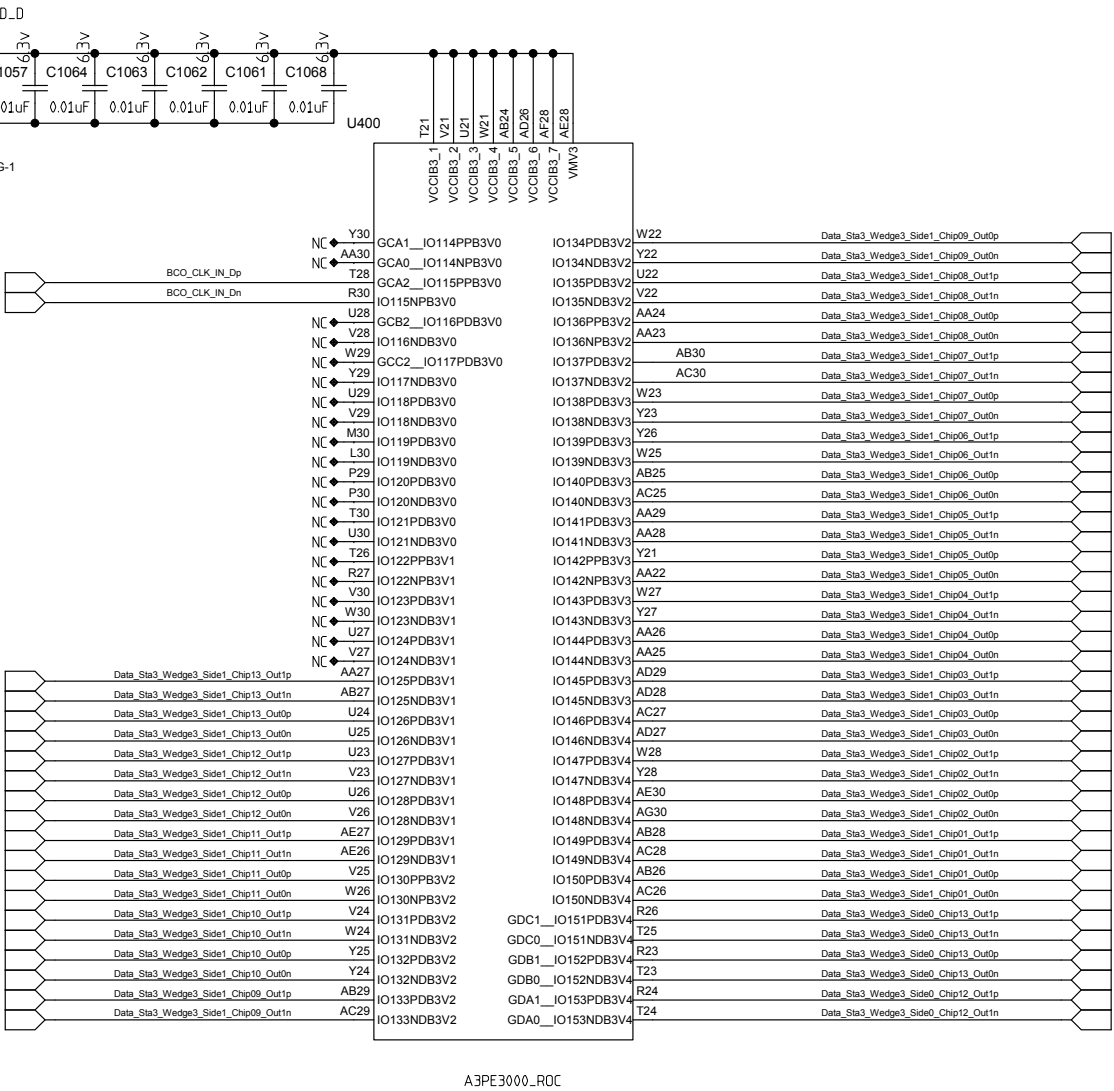 D_D
6.3v 6.3v 6.3v 6.3v 6.3v 6.3v
1057 C1064 C1063 C1062 C1061 C1068
01uF 0.01uF 0.01uF 0.01uF 0.01uF 0.01uF
U400
G-1
T21 V21 U21 W21 AB24 AD26 AF28 AE28
VCCIB3_1 VCCIB3_2 VCCIB3_3 VCCIB3_4 VCCIB3_5 VCCIB3_6 VCCIB3_7 VMV3
NC Y30 GCA1__IO114PPB3V0 IO134PDB3V2 W22 Data_Sta3_Wedge3_Side1_Chip09_Out0p
NC AA30 GCA0__IO114NPB3V0 IO134NDB3V2 Y22 Data_Sta3_Wedge3_Side1_Chip09_Out0n
BCO_CLK_IN_Dp T28 GCA2__IO115PPB3V0 IO135PDB3V2 U22 Data_Sta3_Wedge3_Side1_Chip08_Out1p
BCO_CLK_IN_Dn R30 IO115NPB3V0 IO135NDB3V2 V22 Data_Sta3_Wedge3_Side1_Chip08_Out1n
NC U28 GCB2__IO116PDB3V0 IO136PPB3V2 AA24 Data_Sta3_Wedge3_Side1_Chip08_Out0p
NC V28 IO116NDB3V0 IO136NPB3V2 AA23 Data_Sta3_Wedge3_Side1_Chip08_Out0n
NC W29 GCC2__IO117PDB3V0 IO137PDB3V2 AB30 Data_Sta3_Wedge3_Side1_Chip07_Out1p
NC Y29 IO117NDB3V0 IO137NDB3V2 AC30 Data_Sta3_Wedge3_Side1_Chip07_Out1n
NC U29 IO118PDB3V0 IO138PDB3V3 W23 Data_Sta3_Wedge3_Side1_Chip07_Out0p
NC V29 IO118NDB3V0 IO138NDB3V3 Y23 Data_Sta3_Wedge3_Side1_Chip07_Out0n
NC M30 IO119PDB3V0 IO139PDB3V3 Y26 Data_Sta3_Wedge3_Side1_Chip06_Out1p
NC L30 IO119NDB3V0 IO139NDB3V3 W25 Data_Sta3_Wedge3_Side1_Chip06_Out1n
NC P29 IO120PDB3V0 IO140PDB3V3 AB25 Data_Sta3_Wedge3_Side1_Chip06_Out0p
NC P30 IO120NDB3V0 IO140NDB3V3 AC25 Data_Sta3_Wedge3_Side1_Chip06_Out0n
NC T30 IO121PDB3V0 IO141PDB3V3 AA29 Data_Sta3_Wedge3_Side1_Chip05_Out1p
NC U30 IO121NDB3V0 IO141NDB3V3 AA28 Data_Sta3_Wedge3_Side1_Chip05_Out1n
NC T26 IO122PPB3V1 IO142PPB3V3 Y21 Data_Sta3_Wedge3_Side1_Chip05_Out0p
NC R27 IO122NPB3V1 IO142NPB3V3 AA22 Data_Sta3_Wedge3_Side1_Chip05_Out0n
NC V30 IO123PDB3V1 IO143PDB3V3 W27 Data_Sta3_Wedge3_Side1_Chip04_Out1p
NC W30 IO123NDB3V1 IO143NDB3V3 Y27 Data_Sta3_Wedge3_Side1_Chip04_Out1n
NC U27 IO124PDB3V1 IO144PDB3V3 AA26 Data_Sta3_Wedge3_Side1_Chip04_Out0p
NC V27 IO124NDB3V1 IO144NDB3V3 AA25 Data_Sta3_Wedge3_Side1_Chip04_Out0n
Data_Sta3_Wedge3_Side1_Chip13_Out1p AA27 IO125PDB3V1 IO145PDB3V3 AD29 Data_Sta3_Wedge3_Side1_Chip03_Out1p
Data_Sta3_Wedge3_Side1_Chip13_Out1n AB27 IO125NDB3V1 IO145NDB3V3 AD28 Data_Sta3_Wedge3_Side1_Chip03_Out1n
Data_Sta3_Wedge3_Side1_Chip13_Out0p U24 IO126PDB3V1 IO146PDB3V4 AC27 Data_Sta3_Wedge3_Side1_Chip03_Out0p
Data_Sta3_Wedge3_Side1_Chip13_Out0n U25 IO126NDB3V1 IO146NDB3V4 AD27 Data_Sta3_Wedge3_Side1_Chip03_Out0n
Data_Sta3_Wedge3_Side1_Chip12_Out1p U23 IO127PDB3V1 IO147PDB3V4 W28 Data_Sta3_Wedge3_Side1_Chip02_Out1p
Data_Sta3_Wedge3_Side1_Chip12_Out1n V23 IO127NDB3V1 IO147NDB3V4 Y28 Data_Sta3_Wedge3_Side1_Chip02_Out1n
Data_Sta3_Wedge3_Side1_Chip12_Out0p U26 IO128PDB3V1 IO148PDB3V4 AE30 Data_Sta3_Wedge3_Side1_Chip02_Out0p
Data_Sta3_Wedge3_Side1_Chip12_Out0n V26 IO128NDB3V1 IO148NDB3V4 AG30 Data_Sta3_Wedge3_Side1_Chip02_Out0n
Data_Sta3_Wedge3_Side1_Chip11_Out1p AE27 IO129PDB3V1 IO149PDB3V4 AB28 Data_Sta3_Wedge3_Side1_Chip01_Out1p
Data_Sta3_Wedge3_Side1_Chip11_Out1n AE26 IO129NDB3V1 IO149NDB3V4 AC28 Data_Sta3_Wedge3_Side1_Chip01_Out1n
Data_Sta3_Wedge3_Side1_Chip11_Out0p V25 IO130PPB3V2 IO150PDB3V4 AB26 Data_Sta3_Wedge3_Side1_Chip01_Out0p
Data_Sta3_Wedge3_Side1_Chip11_Out0n W26 IO130NPB3V2 IO150NDB3V4 AC26 Data_Sta3_Wedge3_Side1_Chip01_Out0n
Data_Sta3_Wedge3_Side1_Chip10_Out1p V24 IO131PDB3V2 GDC1__IO151PDB3V4 R26 Data_Sta3_Wedge3_Side0_Chip13_Out1p
Data_Sta3_Wedge3_Side1_Chip10_Out1n W24 IO131NDB3V2 GDC0__IO151NDB3V4 T25 Data_Sta3_Wedge3_Side0_Chip13_Out1n
Data_Sta3_Wedge3_Side1_Chip10_Out0p Y25 IO132PDB3V2 GDB1__IO152PDB3V4 R23 Data_Sta3_Wedge3_Side0_Chip13_Out0p
Data_Sta3_Wedge3_Side1_Chip10_Out0n Y24 IO132NDB3V2 GDB0__IO152NDB3V4 T23 Data_Sta3_Wedge3_Side0_Chip13_Out0n
Data_Sta3_Wedge3_Side1_Chip09_Out1p AB29 IO133PDB3V2 GDA1__IO153PDB3V4 R24 Data_Sta3_Wedge3_Side0_Chip12_Out1p
Data_Sta3_Wedge3_Side1_Chip09_Out1n AC29 IO133NDB3V2 GDA0__IO153NDB3V4 T24 Data_Sta3_Wedge3_Side0_Chip12_Out1n
A3PE3000_ROC